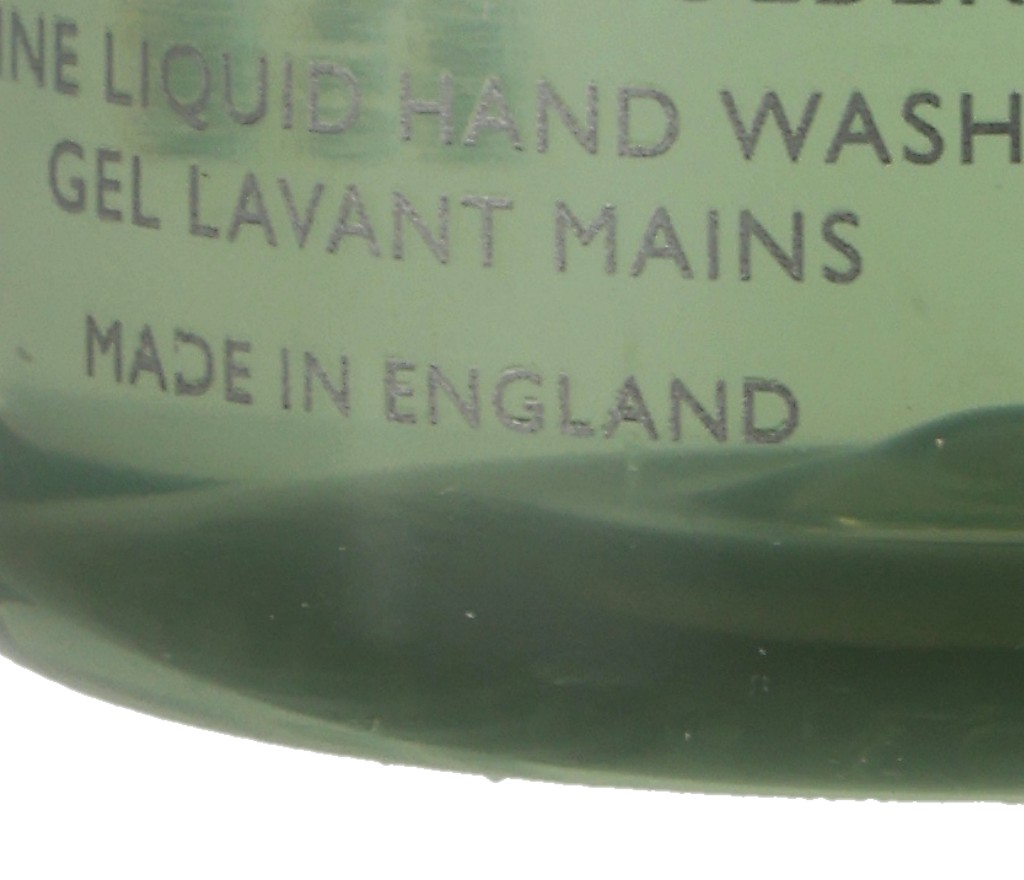 LIQUID HAND WASH
GEL LAVANT MAINS
MADE IN ENGLAND